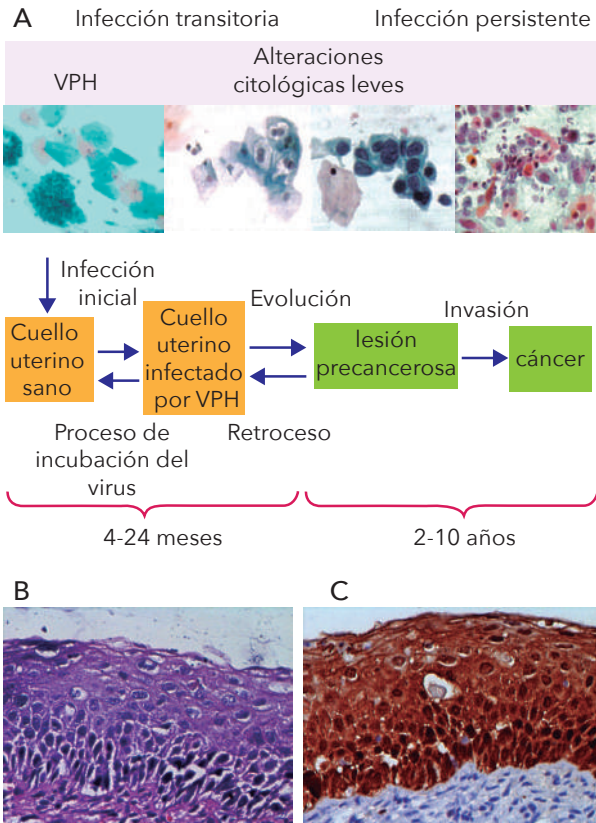 A
Infección transitoria
Infección persistente
VPH
Alteraciones
citológicas leves
Infección
inicial
Evolución
Invasión
Cuello
uterino
sano
Cuello
uterino
infectado
por VPH
lesión
precancerosa
cáncer
Proceso de
incubación del
virus
Retroceso
4-24 meses
2-10 años
B
C